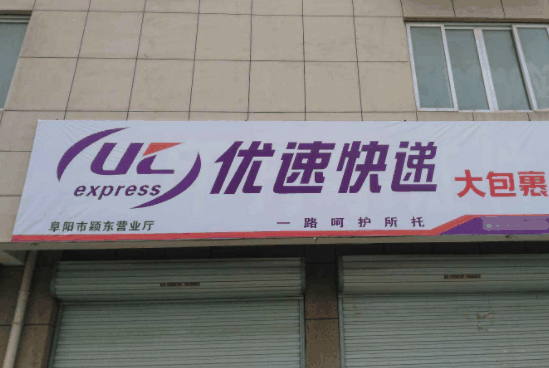 UC express
优速快递
大包裹
阜阳市颍东营业厅
一路呵护所托